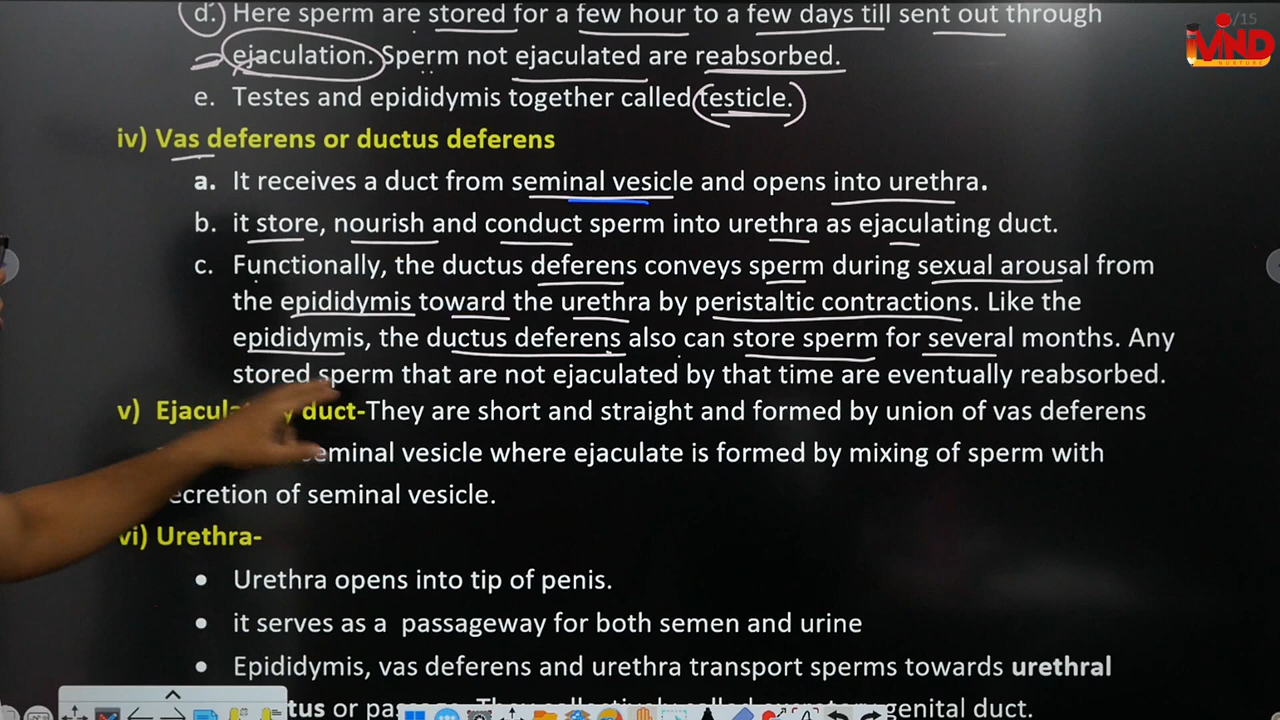 d. Here sperm are stored for a few hour to a few days till sent out through
ejaculation. Sperm not ejaculated are reabsorbed.
e. Testes and epididymis together called testicle.
iv) Vas deferens or ductus deferens
a. It receives a duct from seminal vesicle and opens into urethra.
b. it store, nourish and conduct sperm into urethra as ejaculating duct.
c. Functionally, the ductus deferens conveys sperm during sexual arousal from
the epididymis toward the urethra by peristaltic contractions. Like the
epididymis, the ductus deferens also can store sperm for several months. Any
stored sperm that are not ejaculated by that time are eventually reabsorbed.
v) duct-They are short and straight and formed by union of vas deferens
seminal vesicle where ejaculate is formed by mixing of sperm with
ecretion of seminal vesicle.
vi) Urethra-
• Urethra opens into tip of penis.
• it serves as a passageway for both semen and urine
• Epididymis, vas deferens and urethra transport sperms towards urethral
tus or genital duct.
/15
iMIND
NURTURE